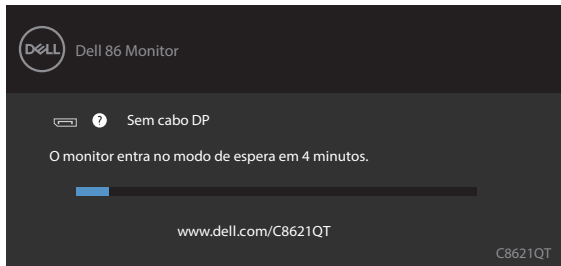 DELL Dell 86 Monitor
? Sem cabo DP
O monitor entra no modo de espera em 4 minutos.
www.dell.com/C8621QT
C8621QT